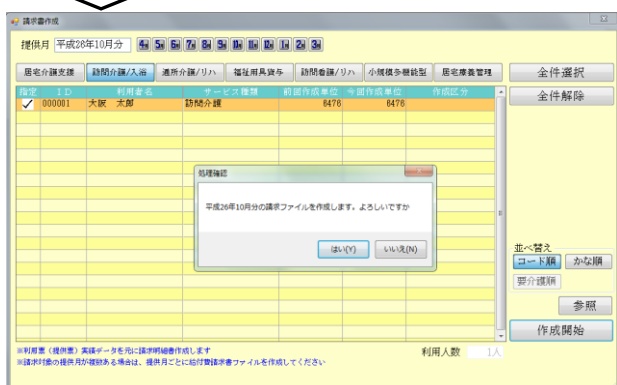 請求書作成
提供月 平成26年10月分 4月 5月 6月 7月 8月 9月 10月 11月 12月 1月 2月 3月
居宅介護支援 訪問介護/入浴 通所介護/リハ 福祉用具貸与 訪問看護/リハ 小規模多機能型 居宅療養管理 全件選択
指定 ID 利用者名 サービス種類 前回作成単位 今回作成単位 作成区分 全件解除
✓ 000001 大阪 太郎 訪問介護 6476 6476
処理確認
平成26年10月分の請求ファイルを作成します。よろしいですか
はい(Y) いいえ(N)
並べ替え
コード順 かな順
要介護順
参照
作成開始
※利用票(提供票)実績データを元に請求明細書作成します 利用人数 1人
※請求対象の提供月が複数ある場合は、提供月ごとに給付管請求書ファイルを作成してください